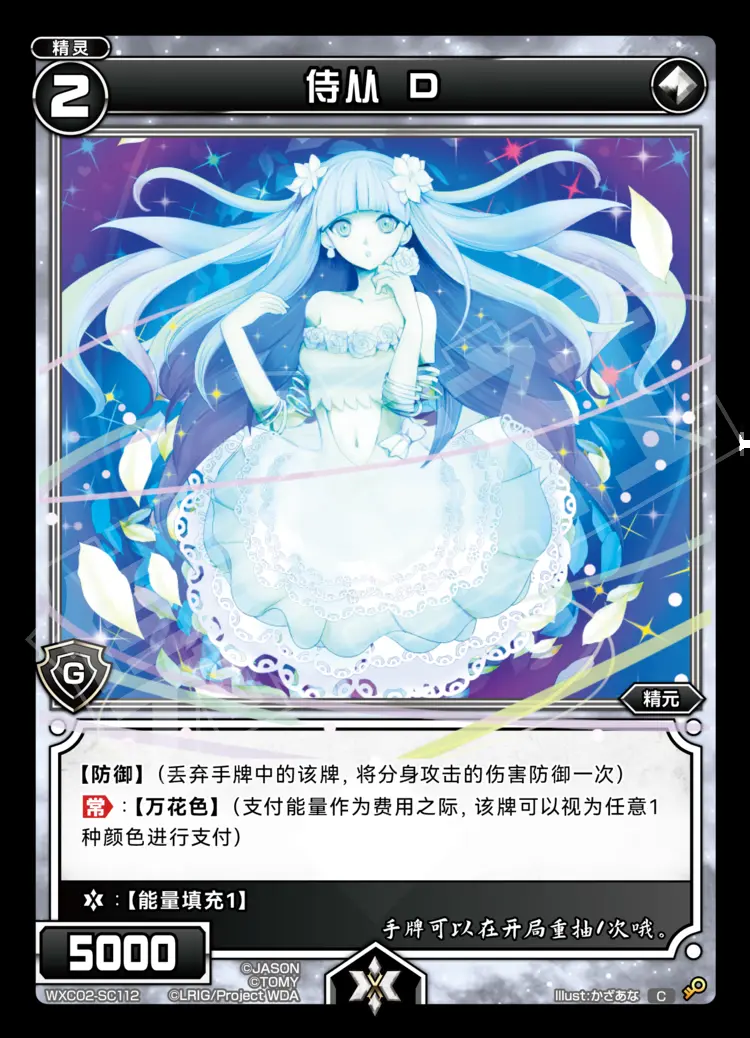 精灵
2
侍从 D
G
精元
【防御】（丢弃手牌中的该牌，将分身攻击的伤害防御一次）
常：【万花色】（支付能量作为费用之际，该牌可以视为任意1
种颜色进行支付）
：【能量填充1】
手牌可以在开局重抽1次哦。
5000
©JASON
©TOMY
WXC02-SC112 ©LRIG/Project WDA
Illust:かざあな C